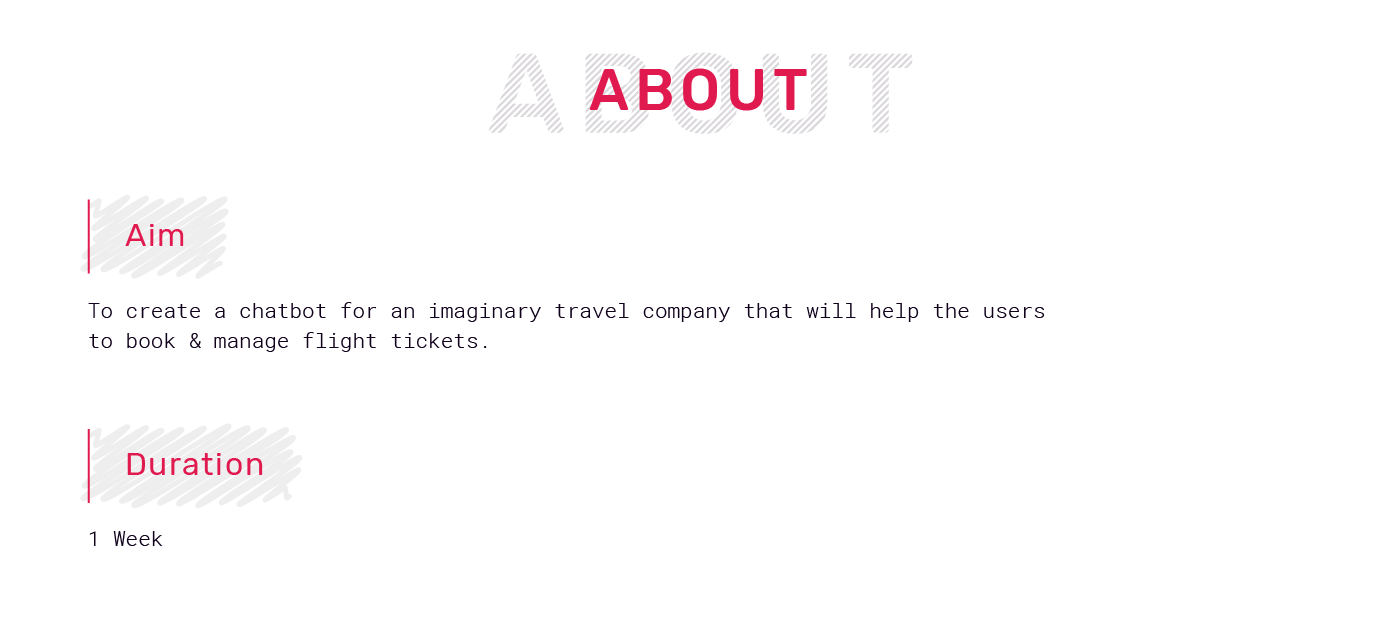 ABOUT
ABOUT
Aim
To create a chatbot for an imaginary travel company that will help the users
to book & manage flight tickets.
Duration
1 Week